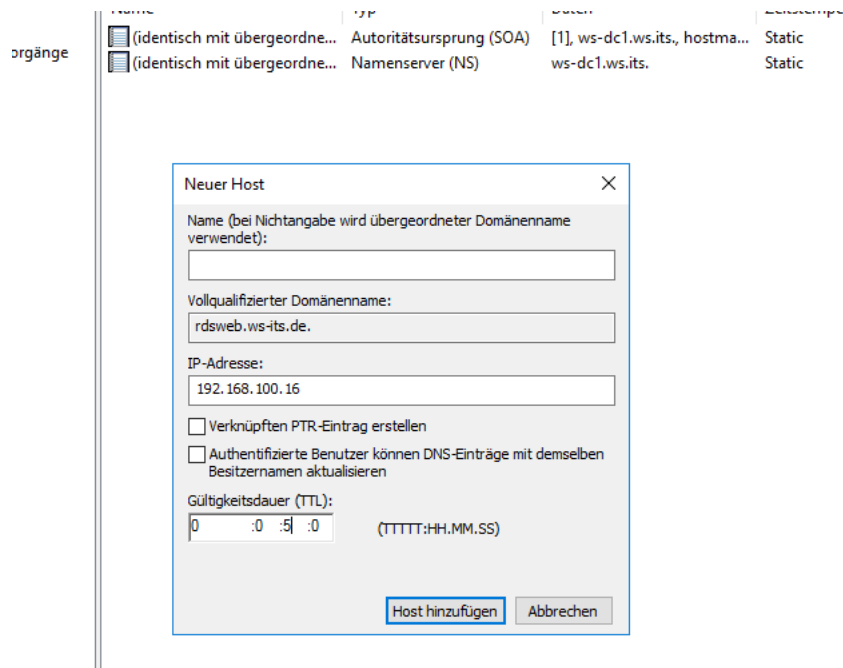 Name Typ Daten
(identisch mit übergeordne... Autoritätsursprung (SOA) [1], ws-dc1.ws.its., hostma... Static
orgänge
(identisch mit übergeordne... Namenserver (NS) ws-dc1.ws.its. Static
Neuer Host
Name (bei Nichtangabe wird übergeordneter Domänenname
verwendet):
Vollqualifizierter Domänenname:
rdsweb.ws-its.de.
IP-Adresse:
192.168.100.16
Verknüpften PTR-Eintrag erstellen
Authentifizierte Benutzer können DNS-Einträge mit demselben
Besitzernamen aktualisieren
Gültigkeitsdauer (TTL):
0 :0 :5 :0 (TTTTT:HH.MM.SS)
Host hinzufügen Abbrechen